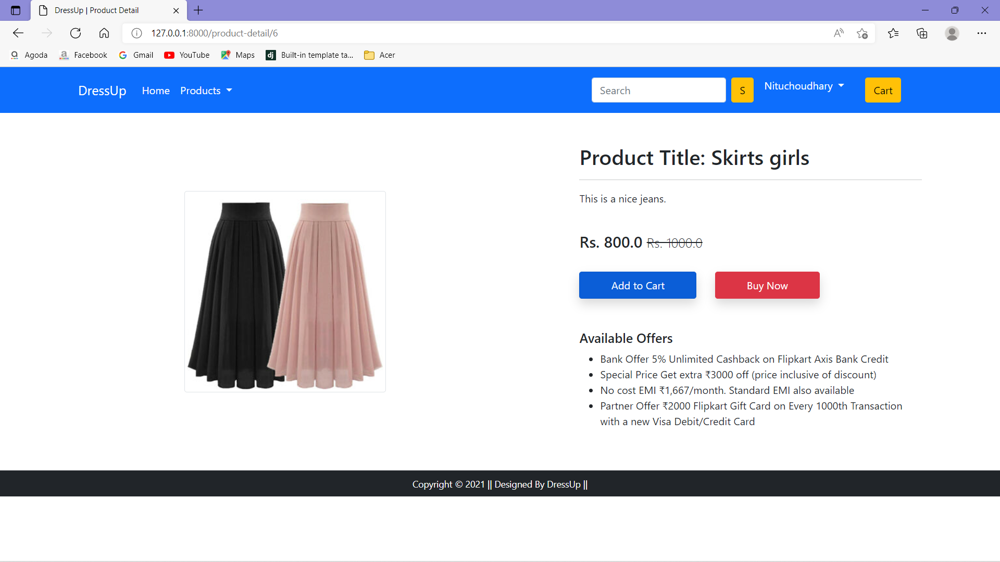 DressUp | Product Detail
127.0.0.1:8000/product-detail/6
Agoda Facebook Gmail YouTube Maps dj Built-in template ta... Acer
DressUp Home Products Search S Nituchoudhary Cart
Product Title: Skirts girls
This is a nice jeans.
Rs. 800.0 Rs. 1000.0
Add to Cart Buy Now
Available Offers
• Bank Offer 5% Unlimited Cashback on Flipkart Axis Bank Credit
• Special Price Get extra ₹3000 off (price inclusive of discount)
• No cost EMI ₹1,667/month. Standard EMI also available
• Partner Offer ₹2000 Flipkart Gift Card on Every 1000th Transaction
with a new Visa Debit/Credit Card
Copyright © 2021 || Designed By DressUp ||